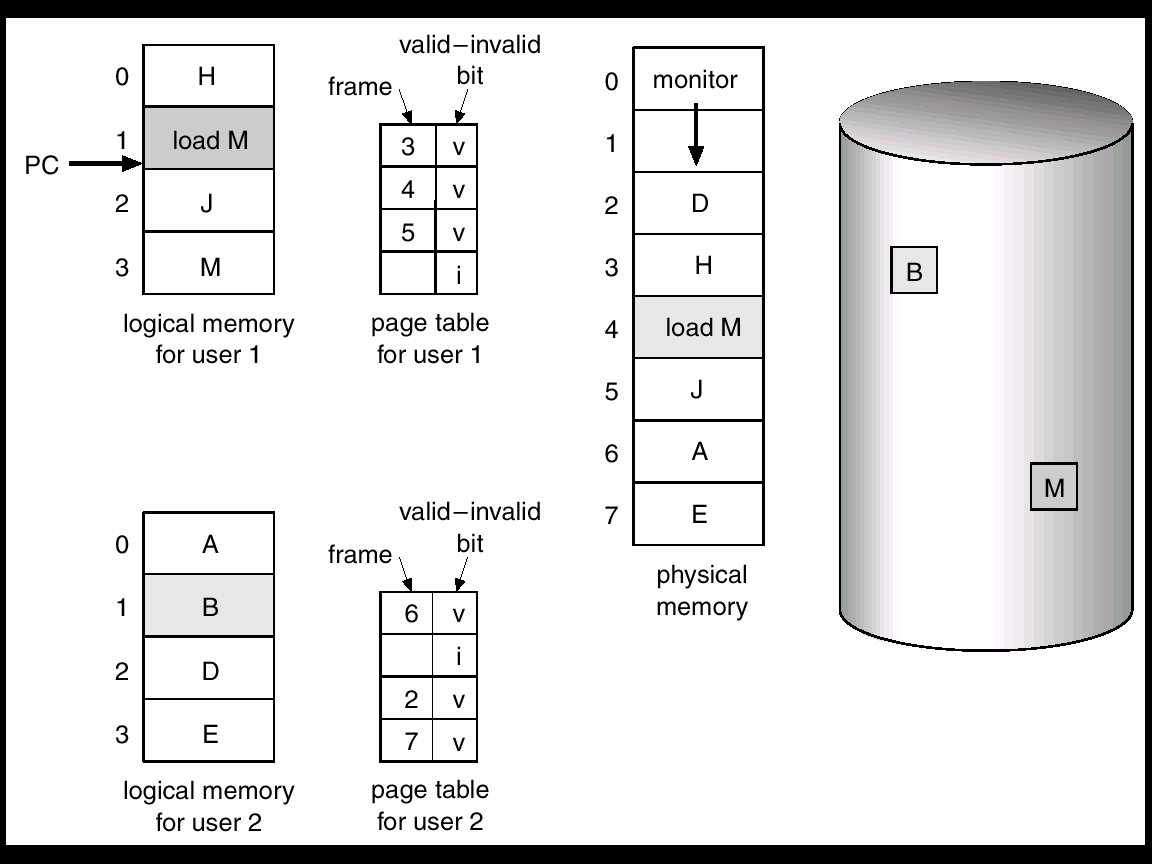 0 H
1 load M
PC
2 J
3 M
logical memory
for user 1
valid–invalid
bit
frame
3 v
4 v
5 v
i
page table
for user 1
0 monitor
1
2 D
3 H
4 load M
5 J
6 A
7 E
physical
memory
B
M
0 A
1 B
2 D
3 E
logical memory
for user 2
valid–invalid
bit
frame
6 v
i
2 v
7 v
page table
for user 2